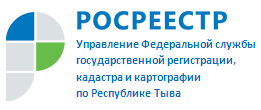 РОСРЕЕСТР
Управление Федеральной службы
государственной регистрации,
кадастра и картографии
по Республике Тыва